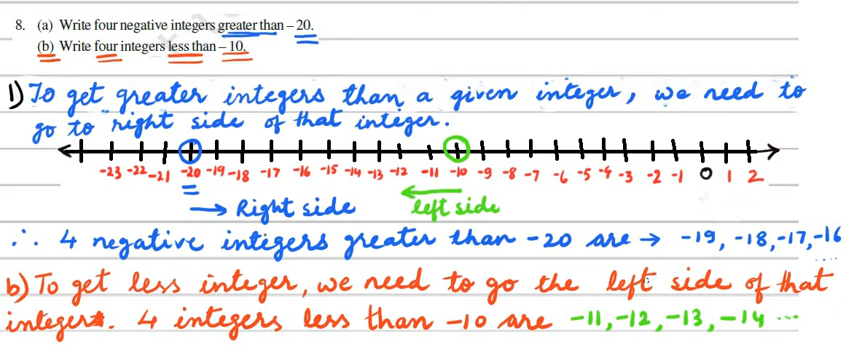 8. (a) Write four negative integers greater than – 20.
(b) Write four integers less than – 10.
1) To get greater integers than a given integer, we need to
go to right side of that integer.
-23 -22 -21 -20 -19 -18 -17 -16 -15 -14 -13 -12 -11 -10 -9 -8 -7 -6 -5 -4 -3 -2 -1 0 1 2
→ Right side ← left side
∴ 4 negative integers greater than -20 are → -19, -18, -17, -16
....
b) To get less integer, we need to go the left side of that
integer. 4 integers less than -10 are -11, -12, -13, -14 ...